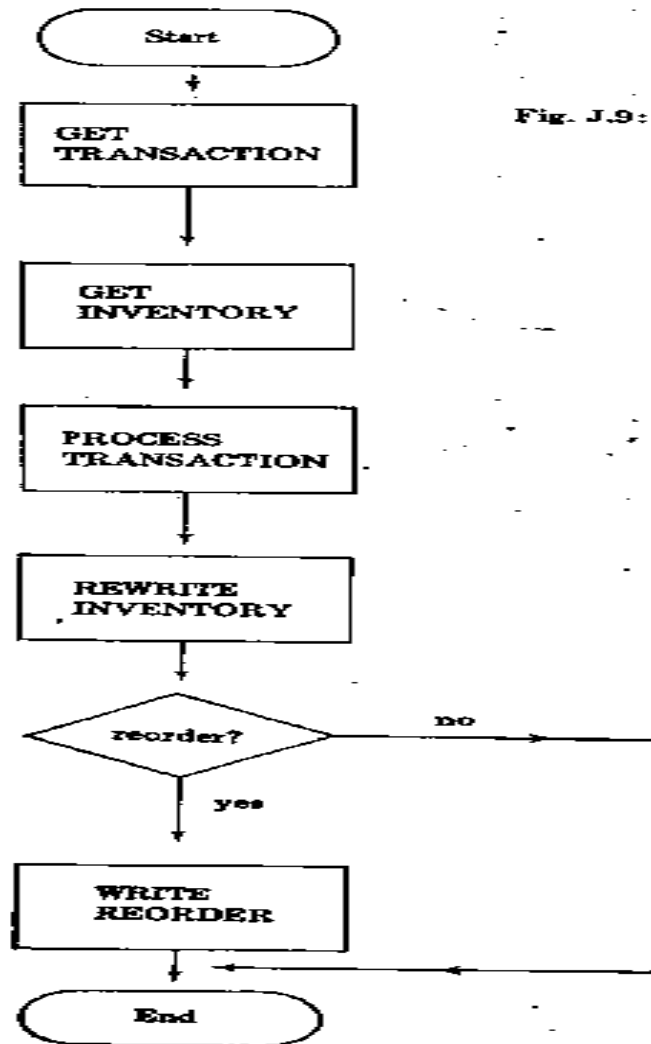 Start
Fig. J.9:
GET
TRANSACTION
GET
INVENTORY
PROCESS
TRANSACTION
REWRITE
INVENTORY
reorder?
no
yes
WRITE
REORDER
End